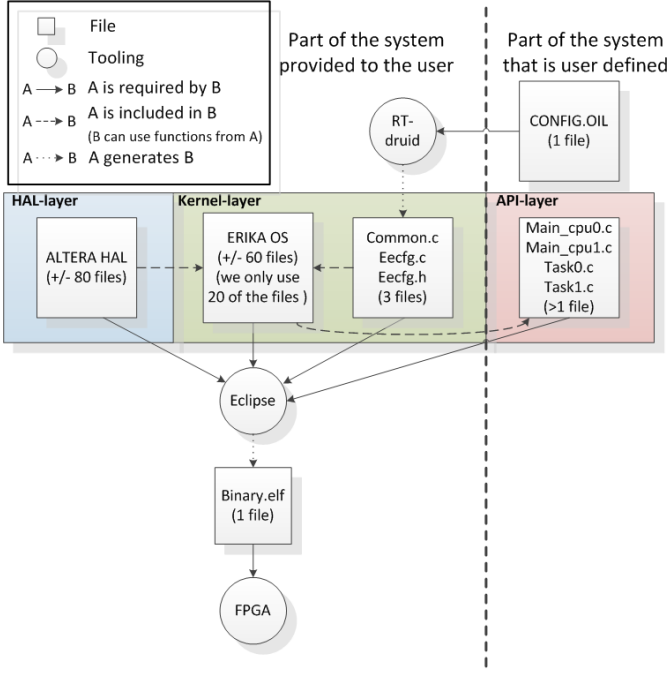 File
Tooling
A B A is required by B
A B A is included in B
(B can use functions from A)
A B A generates B
Part of the system
provided to the user
Part of the system
that is user defined
RT-
druid
CONFIG.OIL
(1 file)
HAL-layer
Kernel-layer
API-layer
ALTERA HAL
(+/- 80 files)
ERIKA OS
(+/- 60 files)
(we only use
20 of the files )
Common.c
Eecfg.c
Eecfg.h
(3 files)
Main_cpu0.c
Main_cpu1.c
Task0.c
Task1.c
(>1 file)
Eclipse
Binary.elf
(1 file)
FPGA